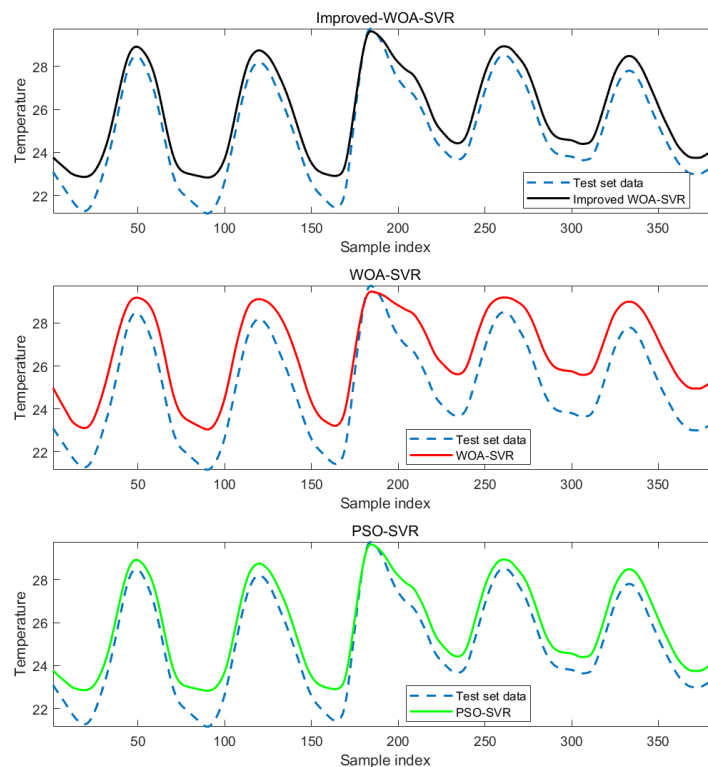 Improved-WOA-SVR
28
26
24
22
Temperature
Test set data
Improved WOA-SVR
50 100 150 200 250 300 350
Sample index
WOA-SVR
28
26
24
22
Temperature
Test set data
WOA-SVR
50 100 150 200 250 300 350
Sample index
PSO-SVR
28
26
24
22
Temperature
Test set data
PSO-SVR
50 100 150 200 250 300 350
Sample index